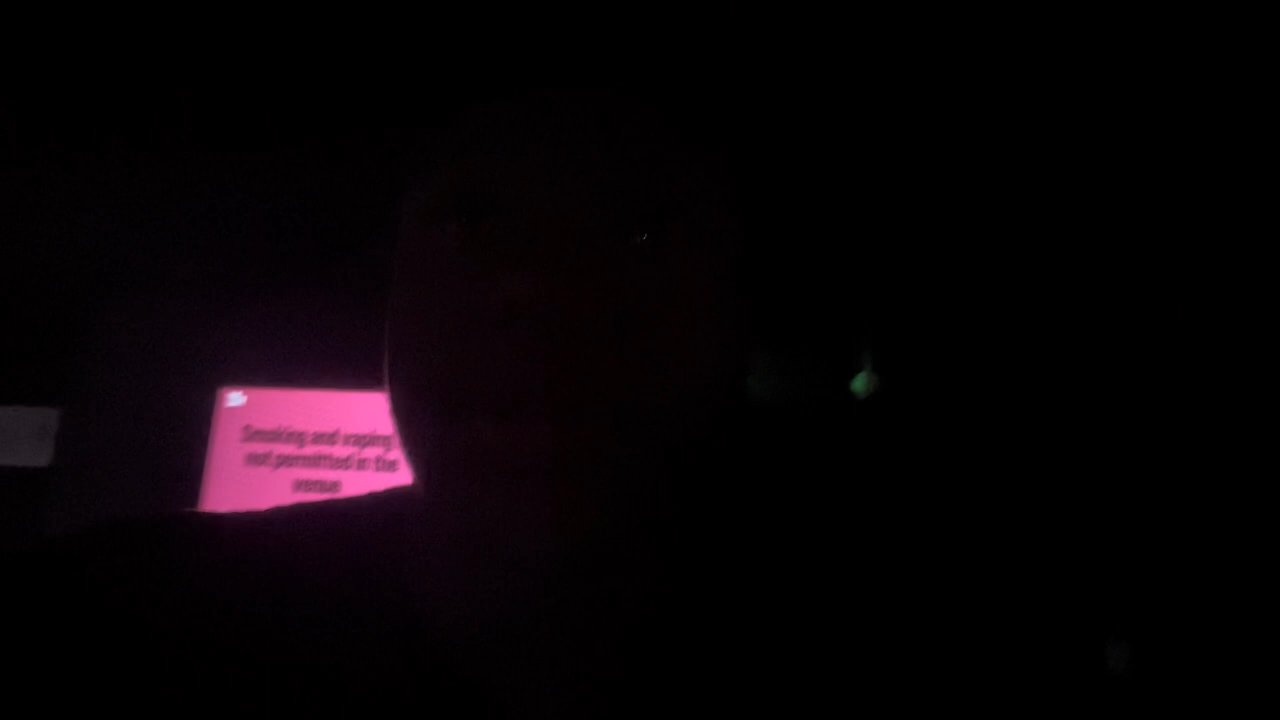 Smoking and vaping
not permitted in the
venue